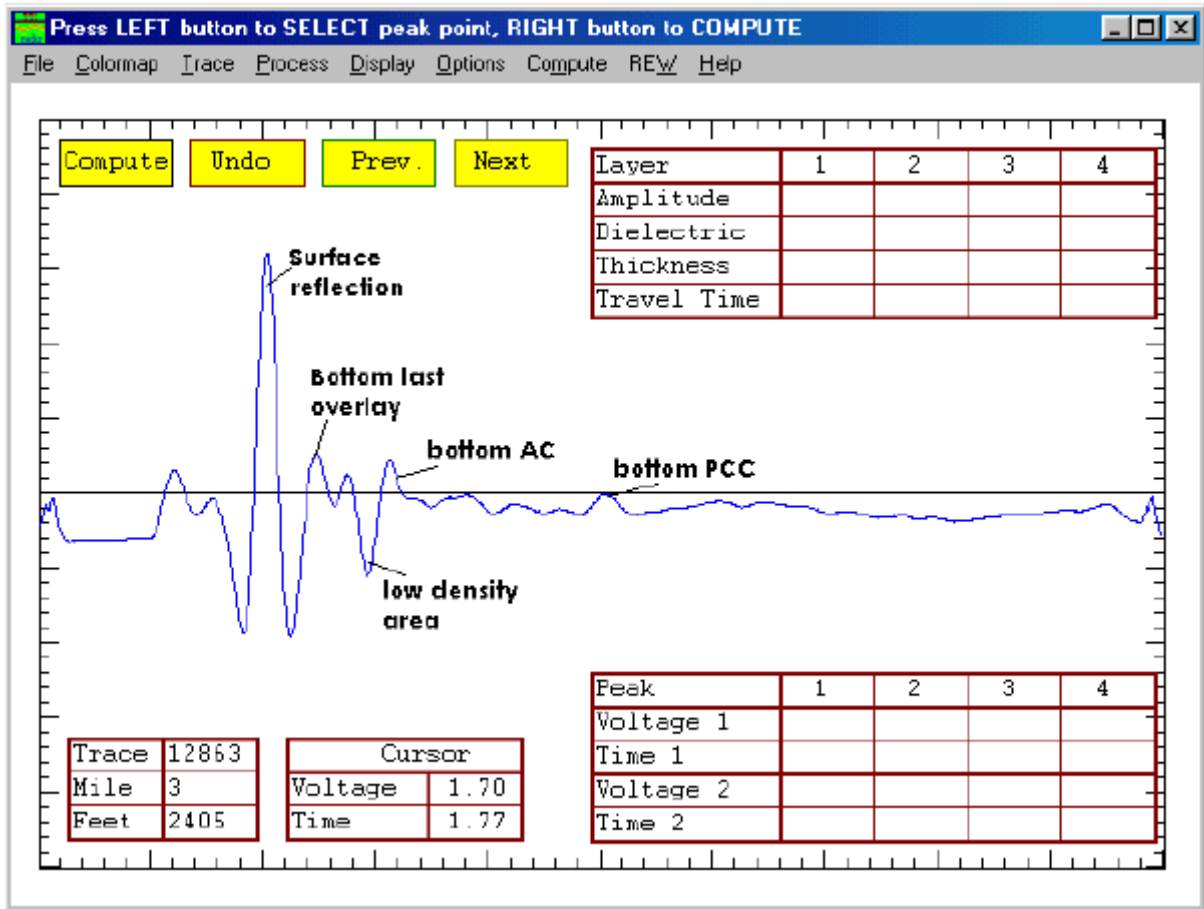 Press LEFT button to SELECT peak point, RIGHT button to COMPUTE
File Colormap Trace Process Display Options Compute REW Help
Compute Undo Prev. Next
Layer 1 2 3 4
Amplitude
Dielectric
Thickness
Travel Time
Surface
reflection
Bottom last
overlay
bottom AC
bottom PCC
low density
area
Peak 1 2 3 4
Voltage 1
Time 1
Voltage 2
Time 2
Trace 12863
Mile 3
Feet 2405
Cursor
Voltage 1.70
Time 1.77